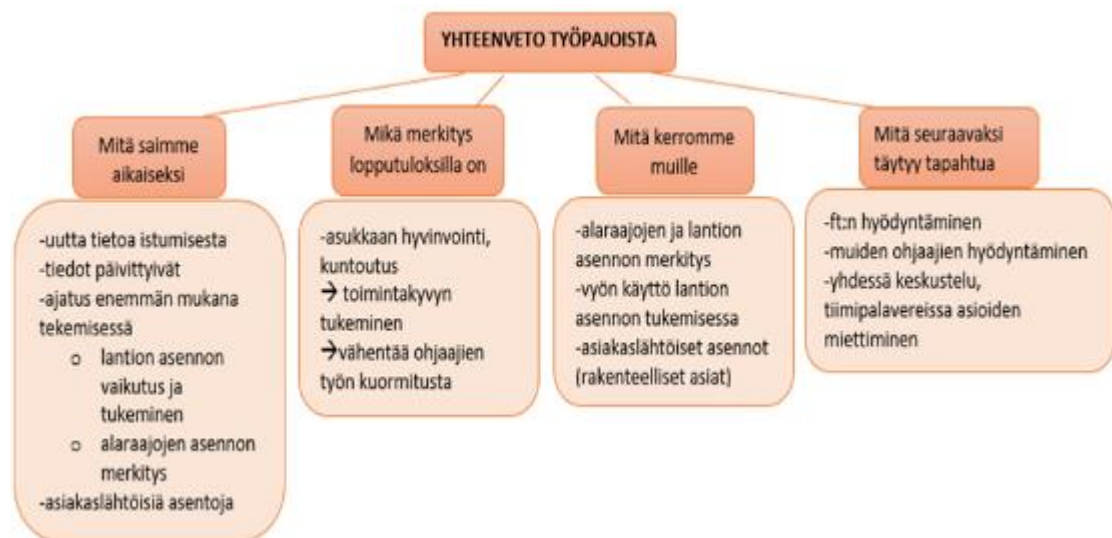 YHTEENVETO TYÖPAJOISTA
Mitä saimme
aikaiseksi
-uutta tietoa istumisesta
-tiedot päivittyivät
-ajatus enemmän mukana
tekemisessä
o lantion asennon
vaikutus ja
tukeminen
o alaraajojen asennon
merkitys
-asiakaslähtöisiä asentoja
Mikä merkitys
lopputuloksilla on
-asukkaan hyvinvointi,
kuntoutus
→ toimintakyvyn
tukeminen
→vähentää ohjaajien
työn kuormitusta
Mitä kerromme
muille
-alaraajojen ja lantion
asennon merkitys
-vyön käyttö lantion
asennon tukemisessa
-asiakaslähtöiset asennot
(rakenteelliset asiat)
Mitä seuraavaksi
täytyy tapahtua
-ft:n hyödyntäminen
-muiden ohjaajien hyödyntäminen
-yhdessä keskustelu,
tiimipalavereissa asioiden
miettiminen